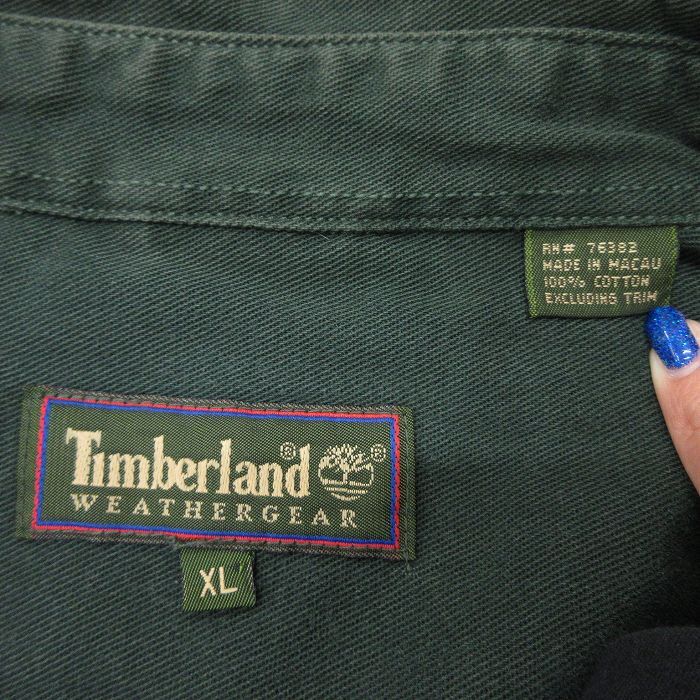 RN# 76382
MADE IN MACAU
100% COTTON
EXCLUDING TRIM
Timberland® ®
WEATHERGEAR
XL